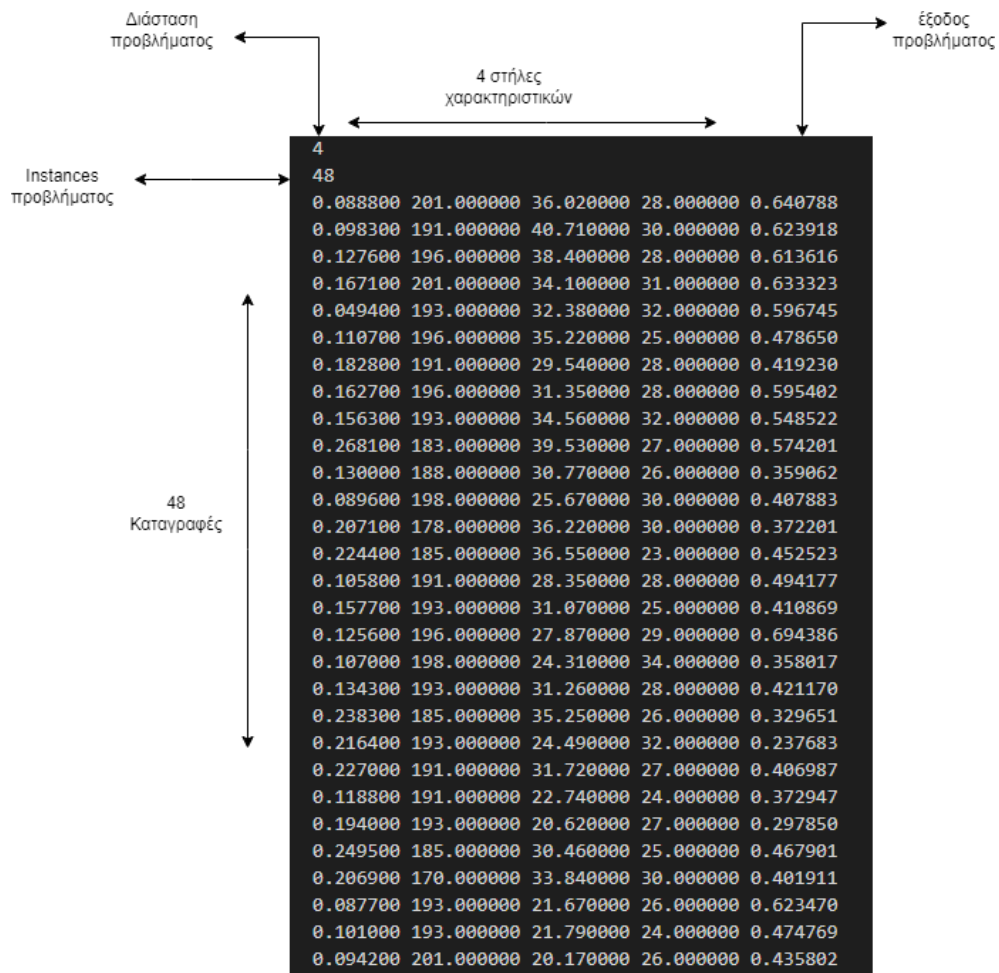 Διάσταση
προβλήματος
έξοδος
προβλήματος
4 στήλες
χαρακτηριστικών
Instances
προβλήματος
48
Καταγραφές
4
48
0.088800 201.000000 36.020000 28.000000 0.640788
0.098300 191.000000 40.710000 30.000000 0.623918
0.127600 196.000000 38.400000 28.000000 0.613616
0.167100 201.000000 34.100000 31.000000 0.633323
0.049400 193.000000 32.380000 32.000000 0.596745
0.110700 196.000000 35.220000 25.000000 0.478650
0.182800 191.000000 29.540000 28.000000 0.419230
0.162700 196.000000 31.350000 28.000000 0.595402
0.156300 193.000000 34.560000 32.000000 0.548522
0.268100 183.000000 39.530000 27.000000 0.574201
0.130000 188.000000 30.770000 26.000000 0.359062
0.089600 198.000000 25.670000 30.000000 0.407883
0.207100 178.000000 36.220000 30.000000 0.372201
0.224400 185.000000 36.550000 23.000000 0.452523
0.105800 191.000000 28.350000 28.000000 0.494177
0.157700 193.000000 31.070000 25.000000 0.410869
0.125600 196.000000 27.870000 29.000000 0.694386
0.107000 198.000000 24.310000 34.000000 0.358017
0.134300 193.000000 31.260000 28.000000 0.421170
0.238300 185.000000 35.250000 26.000000 0.329651
0.216400 193.000000 24.490000 32.000000 0.237683
0.227000 191.000000 31.720000 27.000000 0.406987
0.118800 191.000000 22.740000 24.000000 0.372947
0.194000 193.000000 20.620000 27.000000 0.297850
0.249500 185.000000 30.460000 25.000000 0.467901
0.206900 170.000000 33.840000 30.000000 0.401911
0.087700 193.000000 21.670000 26.000000 0.623470
0.101000 193.000000 21.790000 24.000000 0.474769
0.094200 201.000000 20.170000 26.000000 0.435802